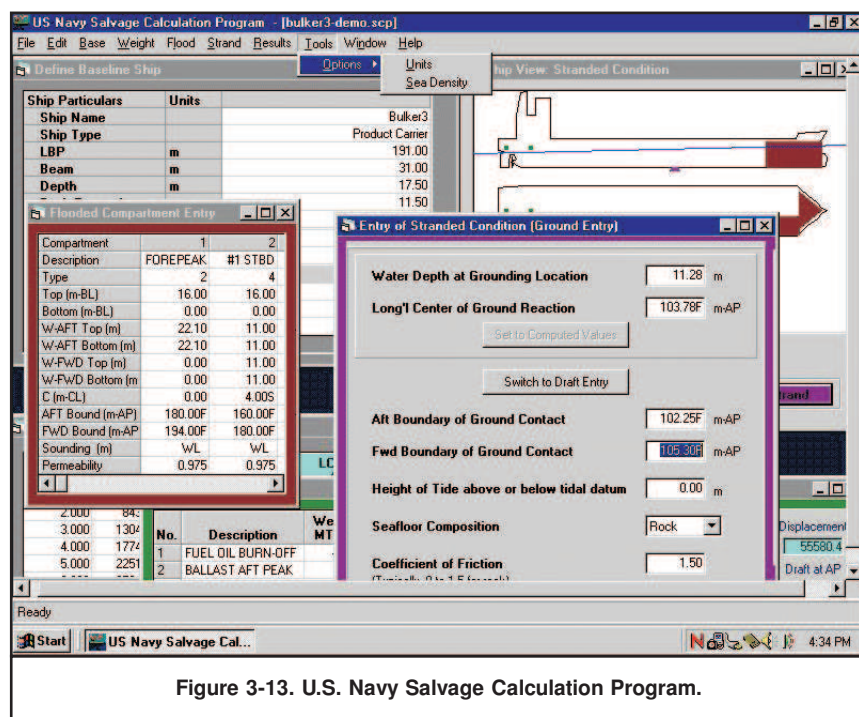 US Navy Salvage Calculation Program - [bulker3-demo.scp]
File Edit Base Weight Flood Strand Results Tools Window Help
Options
Units
Sea Density
Define Baseline Ship
hip View: Stranded Condition
Ship Particulars Units
Ship Name Bulker3
Ship Type Product Carrier
LBP m 191.00
Beam m 31.00
Depth m 17.50
11.50
Flooded Compartment Entry
Compartment 1 2
Description FOREPEAK #1 STBD
Type 2 4
Top (m-BL) 16.00 16.00
Bottom (m-BL) 0.00 0.00
W-AFT Top (m) 22.10 11.00
W-AFT Bottom (m) 22.10 11.00
W-FWD Top (m) 0.00 11.00
W-FWD Bottom (m 0.00 11.00
C (m-CL) 0.00 4.00S
AFT Bound (m-AP) 180.00F 160.00F
FWD Bound (m-AP 194.00F 180.00F
Sounding (m) WL WL
Permeability 0.975 0.975
Entry of Stranded Condition (Ground Entry)
Water Depth at Grounding Location 11.28 m
Long'l Center of Ground Reaction 103.78F m-AP
Set to Computed Values
Switch to Draft Entry
Aft Boundary of Ground Contact 102.25F m-AP
Fwd Boundary of Ground Contact 105.30F m-AP
Height of Tide above or below tidal datum 0.00 m
Seafloor Composition Rock
Coefficient of Friction 1.50
trand
LC
2.000 843
3.000 1304
4.000 1774
5.000 2251
No. Description We MT
1 FUEL OIL BURN-OFF
2 BALLAST AFT PEAK
Displacement
55580.4
Draft at AP
Ready
Start US Navy Salvage Cal... 4:34 PM
Figure 3-13. U.S. Navy Salvage Calculation Program.